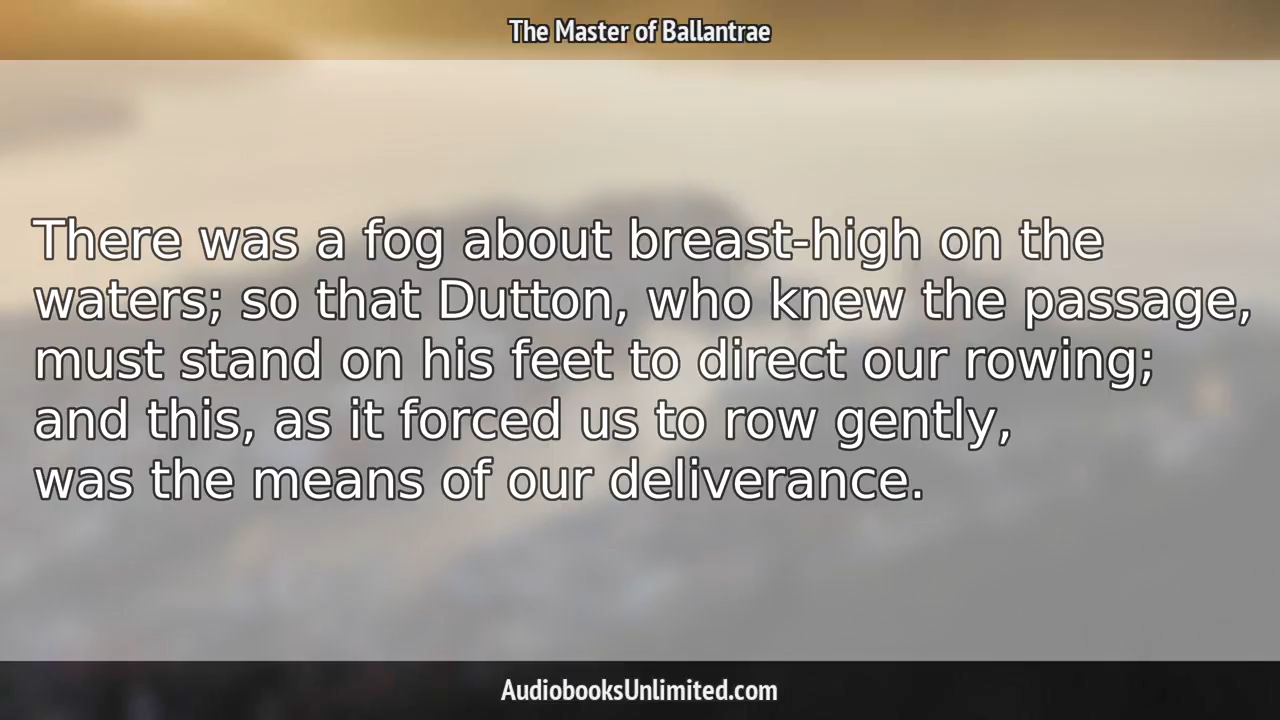 The Master of Ballantrae
There was a fog about breast-high on the
waters; so that Dutton, who knew the passage,
must stand on his feet to direct our rowing;
and this, as it forced us to row gently,
was the means of our deliverance.
AudiobooksUnlimited.com